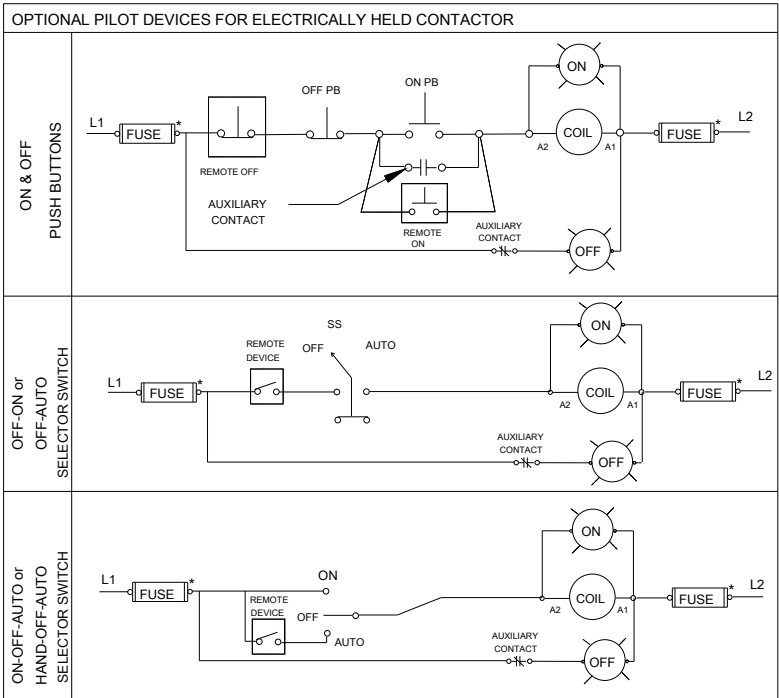 OPTIONAL PILOT DEVICES FOR ELECTRICALLY HELD CONTACTOR
ON & OFF
PUSH BUTTONS
L1
FUSE
*
REMOTE OFF
OFF PB
ON PB
AUXILIARY
CONTACT
REMOTE
ON
AUXILIARY
CONTACT
ON
COIL
A2
A1
OFF
FUSE
*
L2
OFF-ON or
OFF-AUTO
SELECTOR SWITCH
L1
FUSE
*
REMOTE
DEVICE
SS
OFF
AUTO
AUXILIARY
CONTACT
ON
COIL
A2
A1
OFF
FUSE
*
L2
ON-OFF-AUTO or
HAND-OFF-AUTO
SELECTOR SWITCH
L1
FUSE
*
REMOTE
DEVICE
ON
OFF
AUTO
AUXILIARY
CONTACT
ON
COIL
A2
A1
OFF
FUSE
*
L2